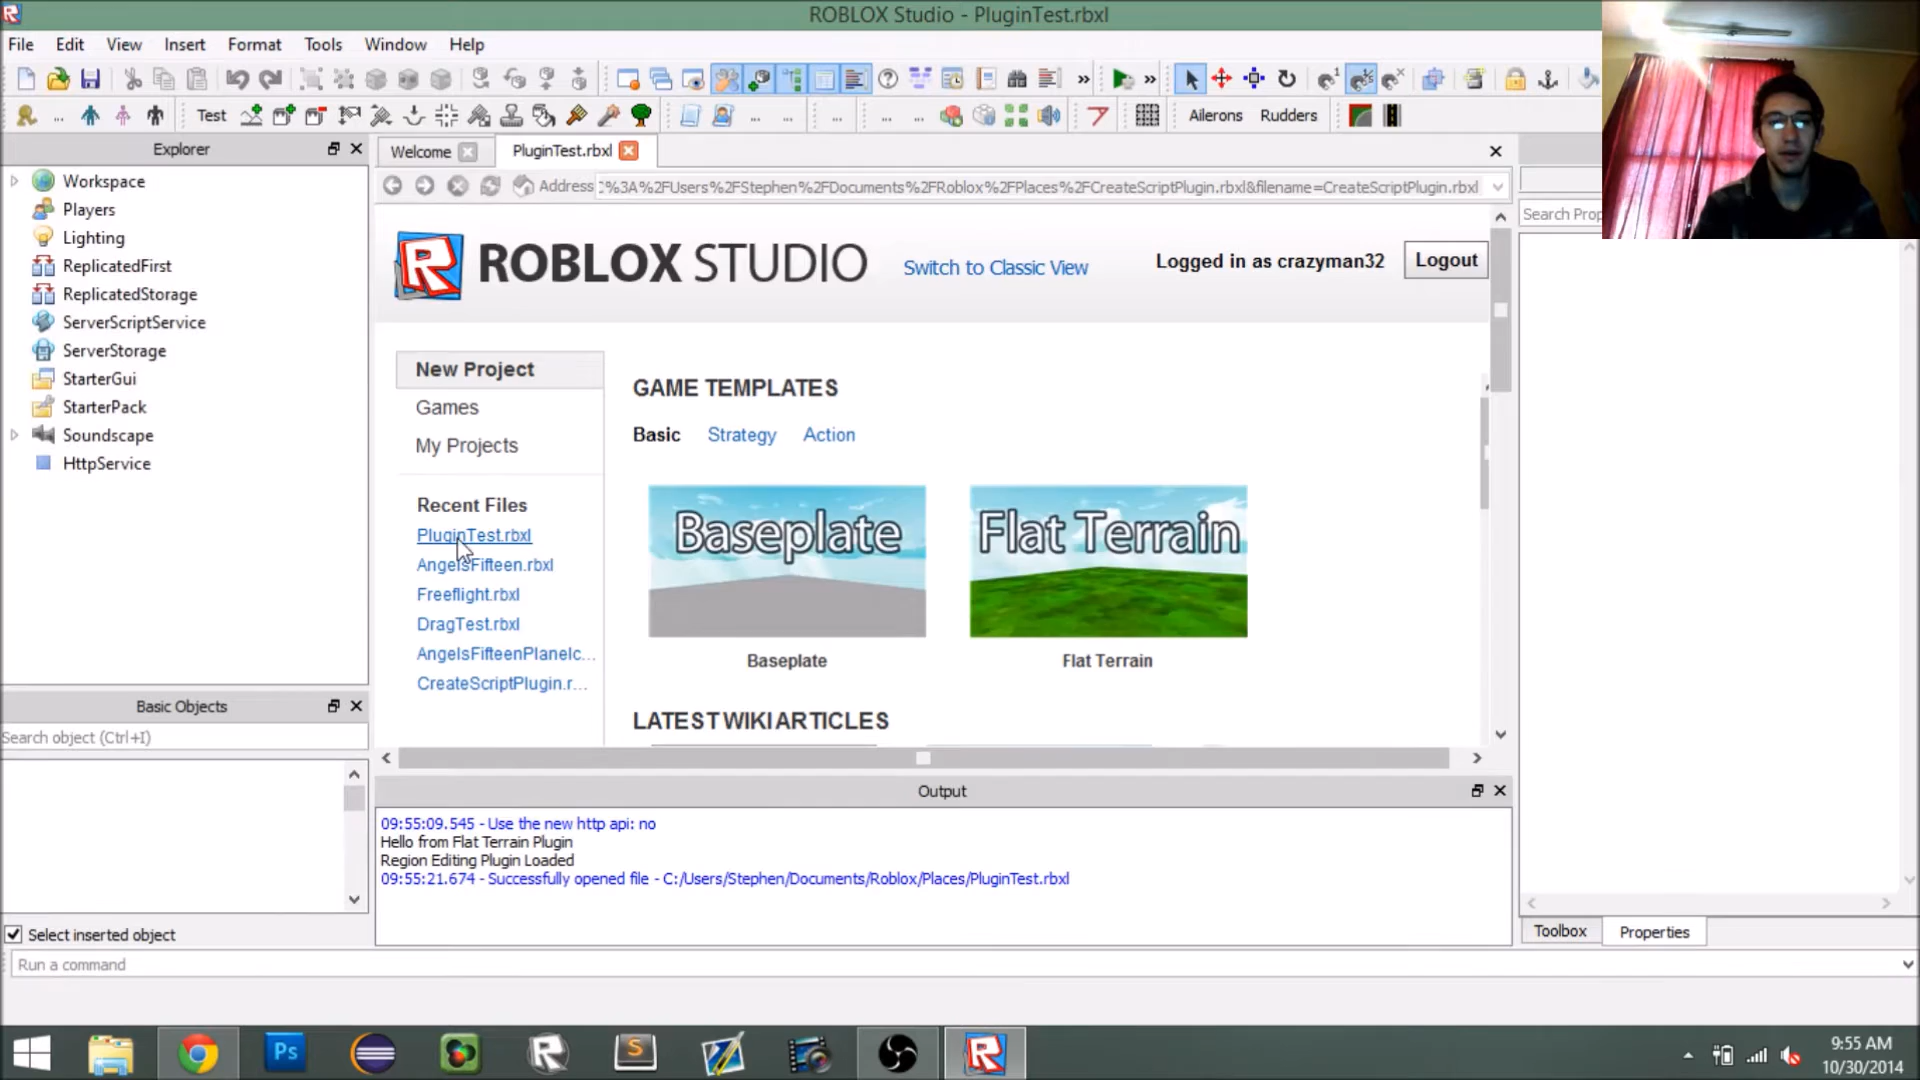 ROBLOX Studio - PluginTest.rbxl
File Edit View Insert Format Tools Window Help
Test
Ailerons Rudders
Explorer
Workspace
Players
Lighting
ReplicatedFirst
ReplicatedStorage
ServerScriptService
ServerStorage
StarterGui
StarterPack
Soundscape
HttpService
Basic Objects
Search object (Ctrl+I)
Select inserted object
Run a command
Welcome
PluginTest.rbxl
Address :%3A%2FUsers%2FStephen%2FDocuments%2FRoblox%2FPlaces%2FCreateScriptPlugin.rbxl&filename=CreateScriptPlugin.rbxl
ROBLOX STUDIO
Switch to Classic View
Logged in as crazyman32
Logout
New Project
Games
My Projects
Recent Files
PluginTest.rbxl
AngelsFifteen.rbxl
Freeflight.rbxl
DragTest.rbxl
AngelsFifteenPlaneIc...
CreateScriptPlugin.r...
GAME TEMPLATES
Basic Strategy Action
Baseplate
Flat Terrain
Baseplate
Flat Terrain
LATEST WIKI ARTICLES
Output
09:55:09.545 - Use the new http api: no
Hello from Flat Terrain Plugin
Region Editing Plugin Loaded
09:55:21.674 - Successfully opened file - C:/Users/Stephen/Documents/Roblox/Places/PluginTest.rbxl
Search Prop
Toolbox
Properties
Ps
S
9:55 AM
10/30/2014